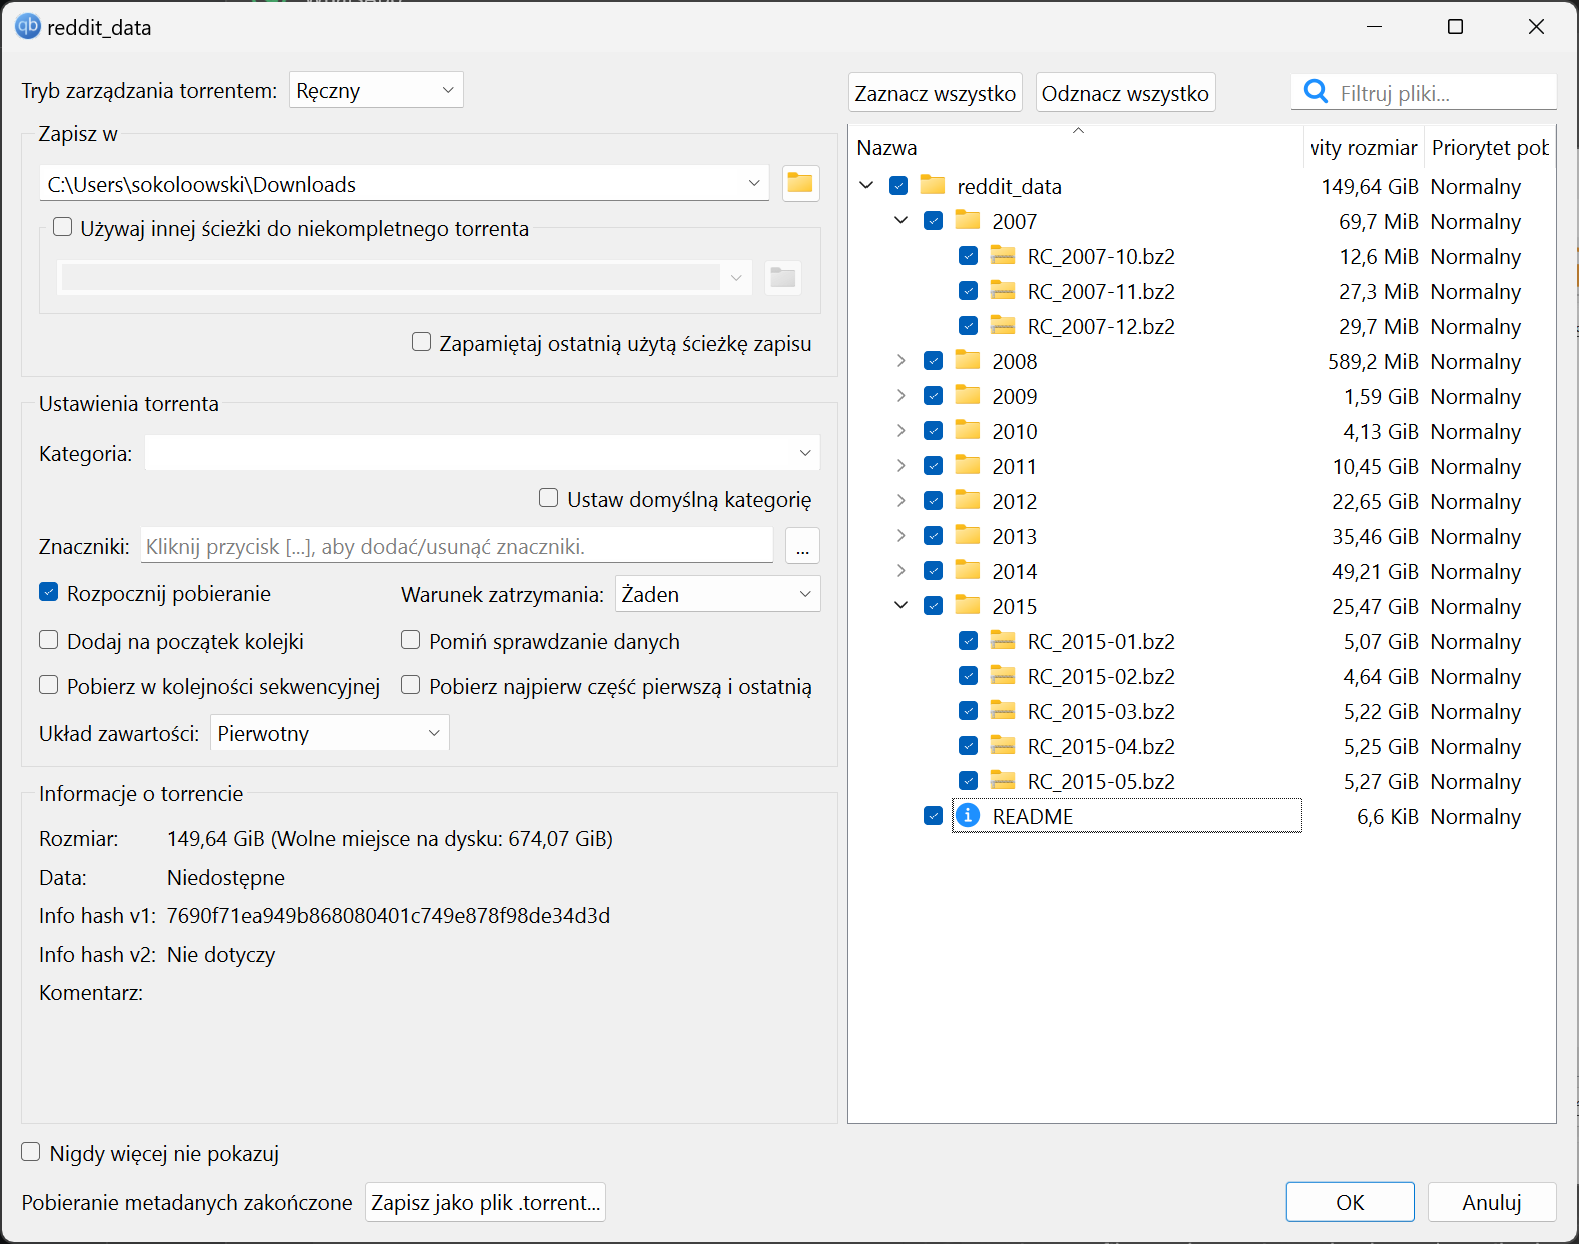 reddit_data
Tryb zarządzania torrentem: Ręczny
Zapisz w
C:\Users\sokoloowski\Downloads
Używaj innej ścieżki do niekompletnego torrenta
Zapamiętaj ostatnią użytą ścieżkę zapisu
Ustawienia torrenta
Kategoria:
Ustaw domyślną kategorię
Znaczniki: Kliknij przycisk [...], aby dodać/usunąć znaczniki. ...
Rozpocznij pobieranie Warunek zatrzymania: Żaden
Dodaj na początek kolejki Pomiń sprawdzanie danych
Pobierz w kolejności sekwencyjnej Pobierz najpierw część pierwszą i ostatnią
Układ zawartości: Pierwotny
Informacje o torrencie
Rozmiar: 149,64 GiB (Wolne miejsce na dysku: 674,07 GiB)
Data: Niedostępne
Info hash v1: 7690f71ea949b868080401c749e878f98de34d3d
Info hash v2: Nie dotyczy
Komentarz:
Nigdy więcej nie pokazuj
Pobieranie metadanych zakończone Zapisz jako plik .torrent...
Zaznacz wszystko Odznacz wszystko Filtruj pliki...
Nazwa vity rozmiar Priorytet pob
reddit_data 149,64 GiB Normalny
2007 69,7 MiB Normalny
RC_2007-10.bz2 12,6 MiB Normalny
RC_2007-11.bz2 27,3 MiB Normalny
RC_2007-12.bz2 29,7 MiB Normalny
2008 589,2 MiB Normalny
2009 1,59 GiB Normalny
2010 4,13 GiB Normalny
2011 10,45 GiB Normalny
2012 22,65 GiB Normalny
2013 35,46 GiB Normalny
2014 49,21 GiB Normalny
2015 25,47 GiB Normalny
RC_2015-01.bz2 5,07 GiB Normalny
RC_2015-02.bz2 4,64 GiB Normalny
RC_2015-03.bz2 5,22 GiB Normalny
RC_2015-04.bz2 5,25 GiB Normalny
RC_2015-05.bz2 5,27 GiB Normalny
README 6,6 KiB Normalny
OK Anuluj